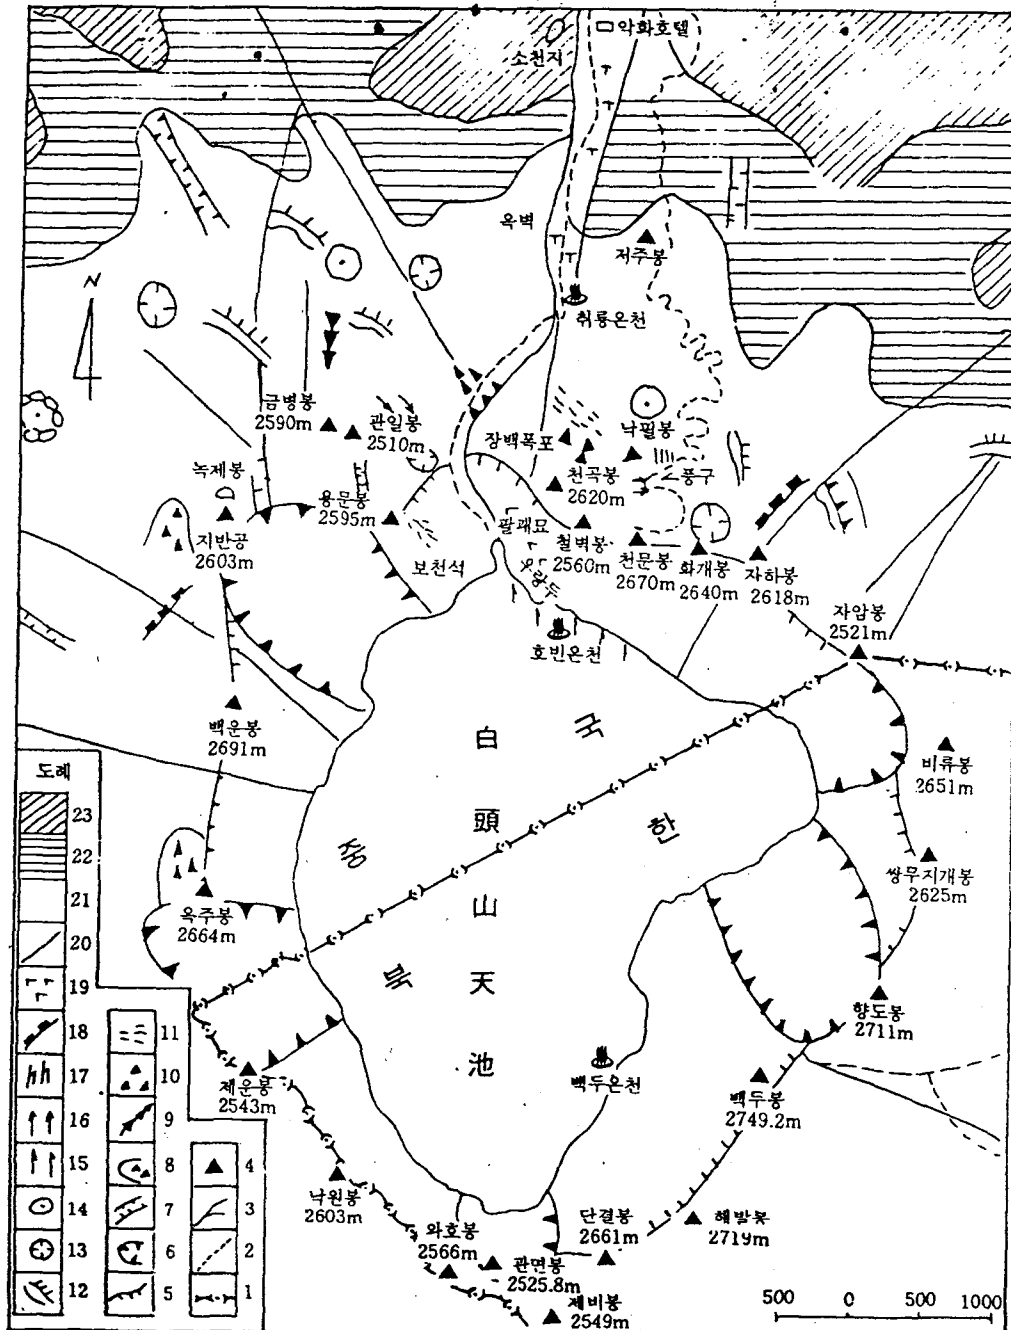 악화호텔
소천지
옥벽
저주봉
N
취룡온천
금병봉
2590m
관일봉
2510m
장백폭포
낙필봉
녹제봉
용문봉
2595m
천곡봉
2620m
풍구
지반공
2603m
팔괘묘
철벽봉
2560m
천문봉
2670m
화개봉
2640m
자하봉
2618m
보천석
우랑두
자암봉
2521m
호빈온천
백운봉
2691m
白
頭
山
天
池
국
한
중
북
비류봉
2651m
쌍무지개봉
2625m
옥주봉
2664m
향도봉
2711m
제운봉
2543m
백두온천
백두봉
2749.2m
낙원봉
2603m
와호봉
2566m
관면봉
2525.8m
단결봉
2661m
해발봉
2719m
제비봉
2549m
도례
23
22
21
20
19
18
17
16
15
14
13
12
11
10
9
8
7
6
5
4
3
2
1
500 0 500 1000